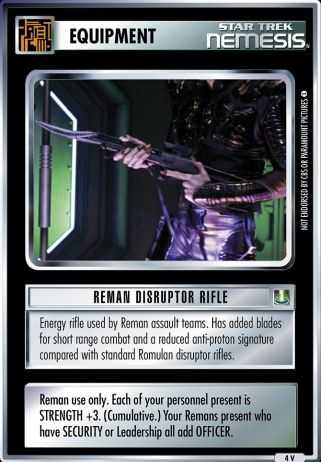 EQUIPMENT
STAR TREK
NEMESIS
NOT ENDORSED BY CBS OR PARAMOUNT PICTURES
REMAN DISRUPTOR RIFLE
Energy rifle used by Reman assault teams. Has added blades
for short range combat and a reduced anti-proton signature
compared with standard Romulan disruptor rifles.
Reman use only. Each of your personnel present is
STRENGTH +3. (Cumulative.) Your Remans present who
have SECURITY or Leadership all add OFFICER.
4 V